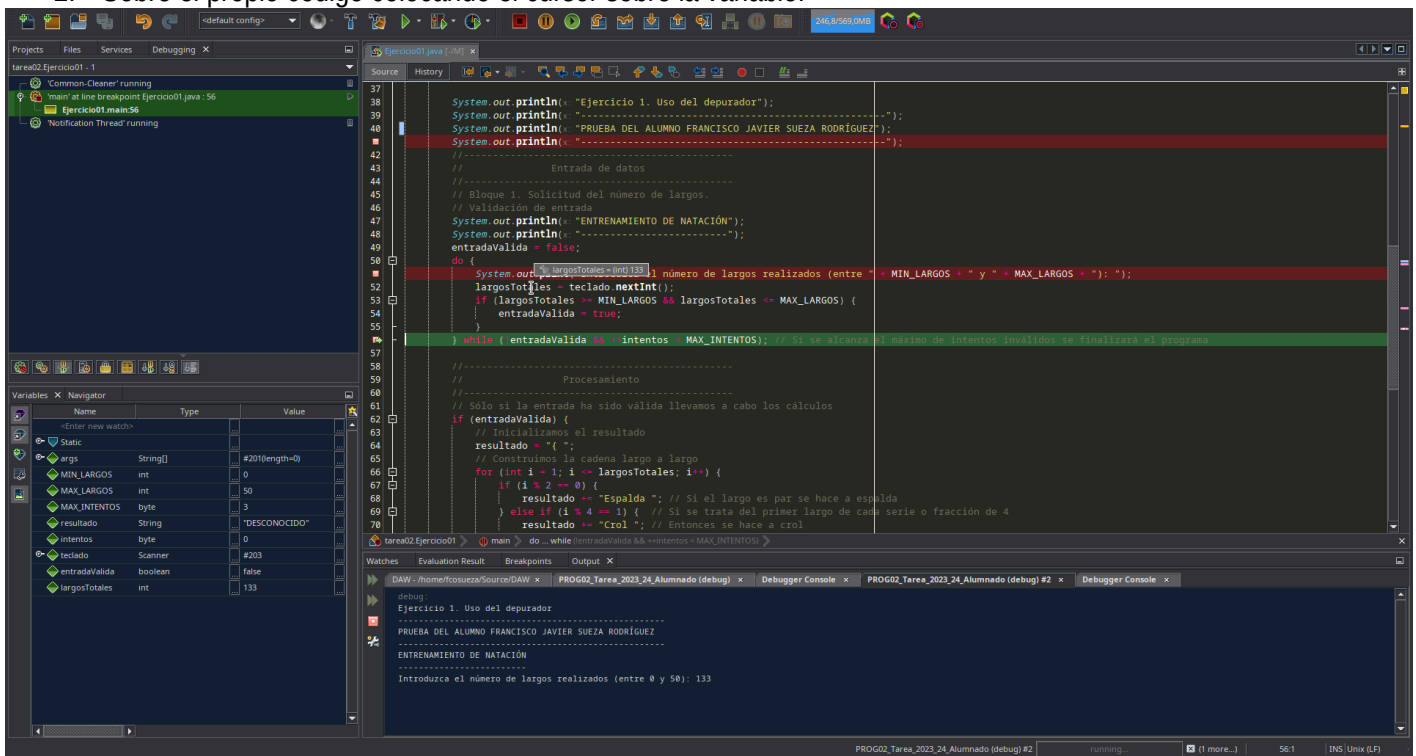 2. Sobre el propio código colocando el cursor sobre la variable.
<default config>
246,8/569,0MB
Projects Files Services Debugging
tarea02.Ejercicio01 - 1
'Common-Cleaner' running
'main' at line breakpoint Ejercicio01.java : 56
Ejercicio01.main:56
'Notification Thread' running
Variables Navigator
Name Type Value
<Enter new watch>
Static
args String[] #201(length=0)
MIN_LARGOS int 0
MAX_LARGOS int 50
MAX_INTENTOS byte 3
resultado String "DESCONOCIDO"
intentos byte 0
teclado Scanner #203
entradaValida boolean false
largosTotales int 133
Ejercicio01.java [-/M]
Source History
37
38 System.out.println(x: "Ejercicio 1. Uso del depurador");
39 System.out.println(x: "---------------------------------------------------");
40 System.out.println(x: "PRUEBA DEL ALUMNO FRANCISCO JAVIER SUEZA RODRÍGUEZ");
System.out.println(x: "---------------------------------------------------");
42 //----------------------------------------------
43 // Entrada de datos
44 //----------------------------------------------
45 // Bloque 1. Solicitud del número de largos.
46 // Validación de entrada
47 System.out.println(x: "ENTRENAMIENTO DE NATACIÓN");
48 System.out.println(x: "-------------------------");
49 entradaValida = false;
50 do {
largosTotales = (int) 133
System.out el número de largos realizados (entre " + MIN_LARGOS + " y " + MAX_LARGOS + "): ");
52 largosTotales = teclado.nextInt();
53 if (largosTotales >= MIN_LARGOS && largosTotales <= MAX_LARGOS) {
54 entradaValida = true;
55 }
} while (!entradaValida && ++intentos < MAX_INTENTOS); // Si se alcanza el máximo de intentos inválidos se finalizará el programa
57
58 //----------------------------------------------
59 // Procesamiento
60 //----------------------------------------------
61 // Sólo si la entrada ha sido válida llevamos a cabo los cálculos
62 if (entradaValida) {
63 // Inicializamos el resultado
64 resultado = "{ ";
65 // Construimos la cadena largo a largo
66 for (int i = 1; i <= largosTotales; i++) {
67 if (i % 2 == 0) {
68 resultado += "Espalda "; // Si el largo es par se hace a espalda
69 } else if (i % 4 == 1) { // Si se trata del primer largo de cada serie o fracción de 4
70 resultado += "Crol "; // Entonces se hace a crol
tarea02.Ejercicio01 main do ... while (!entradaValida && ++intentos < MAX_INTENTOS)
Watches Evaluation Result Breakpoints Output
DAW - /home/fcosueza/Source/DAW PROG02_Tarea_2023_24_Alumnado (debug) Debugger Console PROG02_Tarea_2023_24_Alumnado (debug) #2 Debugger Console
debug:
Ejercicio 1. Uso del depurador
---------------------------------------------------
PRUEBA DEL ALUMNO FRANCISCO JAVIER SUEZA RODRÍGUEZ
---------------------------------------------------
ENTRENAMIENTO DE NATACIÓN
-------------------------
Introduzca el número de largos realizados (entre 0 y 50): 133
PROG02_Tarea_2023_24_Alumnado (debug) #2 running... (1 more...) 56:1 INS Unix (LF)